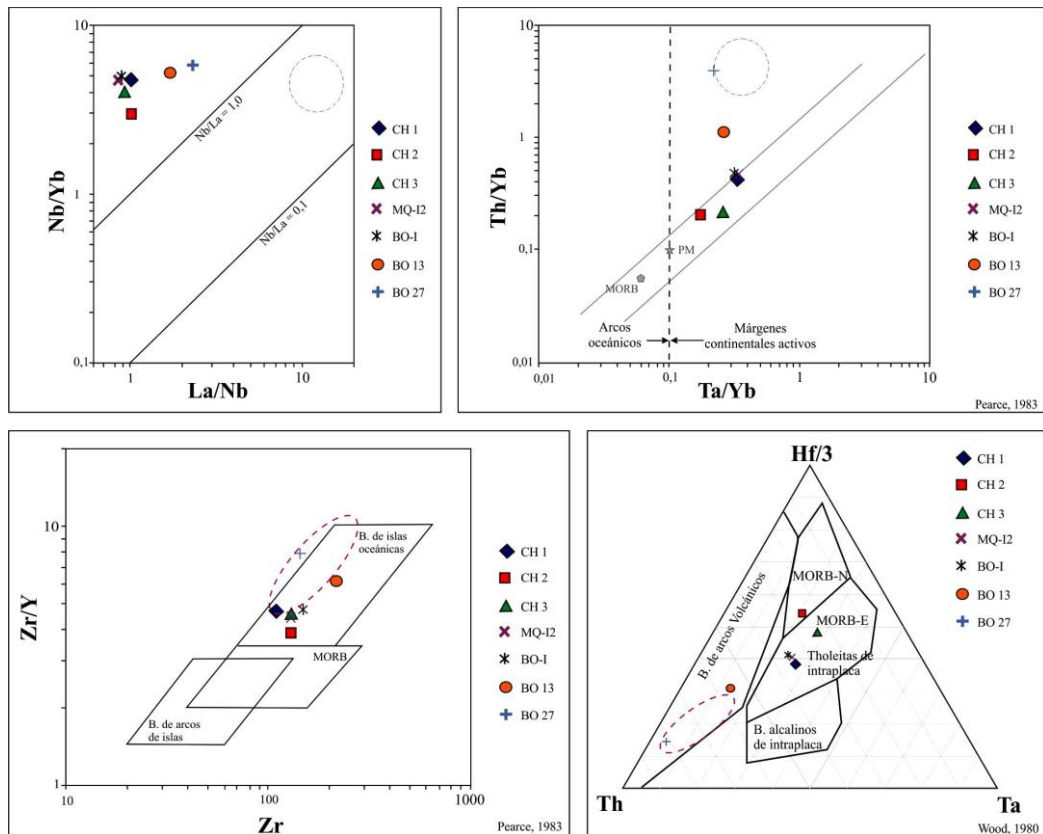 10
Nb/Yb
1
0,1
Nb/La = 1,0
Nb/La = 0,1
1
10
La/Nb
CH 1
CH 2
CH 3
MQ-I2
BO-I
BO 13
BO 27
10
Th/Yb
1
0,1
0,01
PM
MORB
Arcos
oceánicos
Márgenes
continentales activos
0,01
0,1
1
10
Ta/Yb
Pearce, 1983
CH 1
CH 2
CH 3
MQ-I2
BO-I
BO 13
BO 27
10
Zr/Y
1
B. de islas
oceánicas
MORB
B. de arcos
de islas
10
100
1000
Zr
Pearce, 1983
CH 1
CH 2
CH 3
MQ-I2
BO-I
BO 13
BO 27
Hf/3
B. de arcos Volcánicos
MORB-N
MORB-E
Tholeitas de
intraplaca
B. alcalinos
de intraplaca
Th
Ta
Wood, 1980
CH 1
CH 2
CH 3
MQ-I2
BO-I
BO 13
BO 27